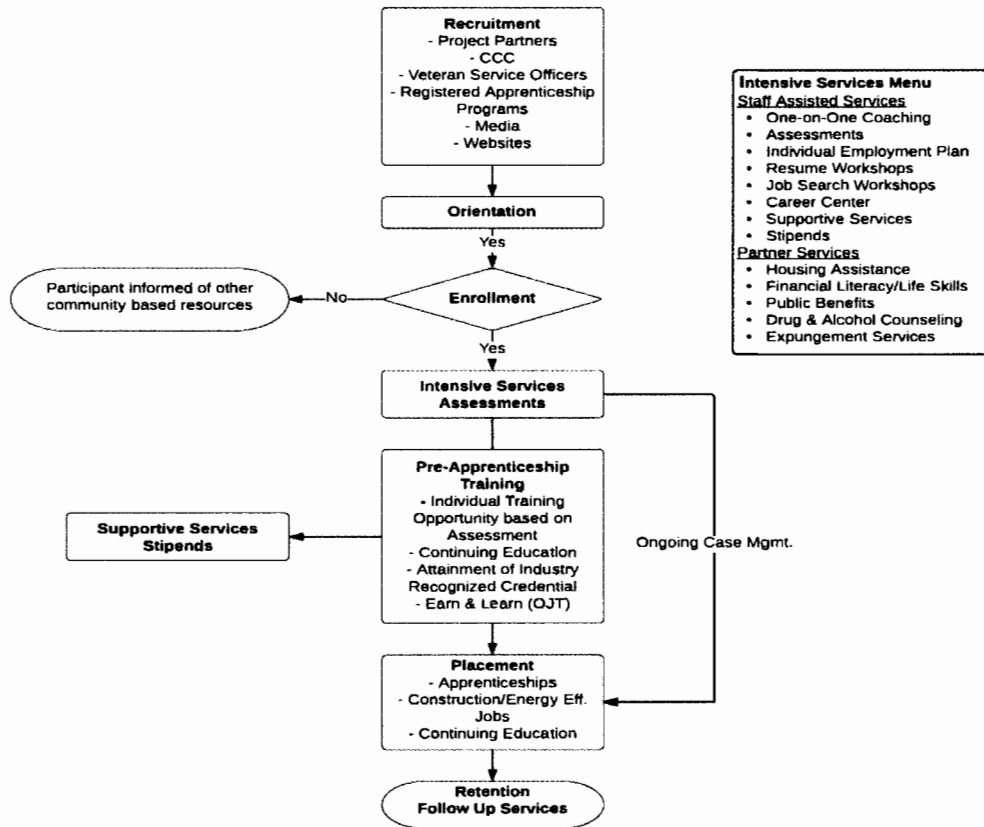 Recruitment
- Project Partners
- CCC
- Veteran Service Officers
- Registered Apprenticeship
Programs
- Media
- Websites
Intensive Services Menu
Staff Assisted Services
• One-on-One Coaching
• Assessments
• Individual Employment Plan
• Resume Workshops
• Job Search Workshops
• Career Center
• Supportive Services
• Stipends
Partner Services
• Housing Assistance
• Financial Literacy/Life Skills
• Public Benefits
• Drug & Alcohol Counseling
• Expungement Services
Orientation
Yes
Participant informed of other
community based resources
No
Enrollment
Yes
Intensive Services
Assessments
Pre-Apprenticeship
Training
- Individual Training
Opportunity based on
Assessment
- Continuing Education
- Attainment of Industry
Recognized Credential
- Earn & Learn (OJT)
Supportive Services
Stipends
Ongoing Case Mgmt.
Placement
- Apprenticeships
- Construction/Energy Eff.
Jobs
- Continuing Education
Retention
Follow Up Services